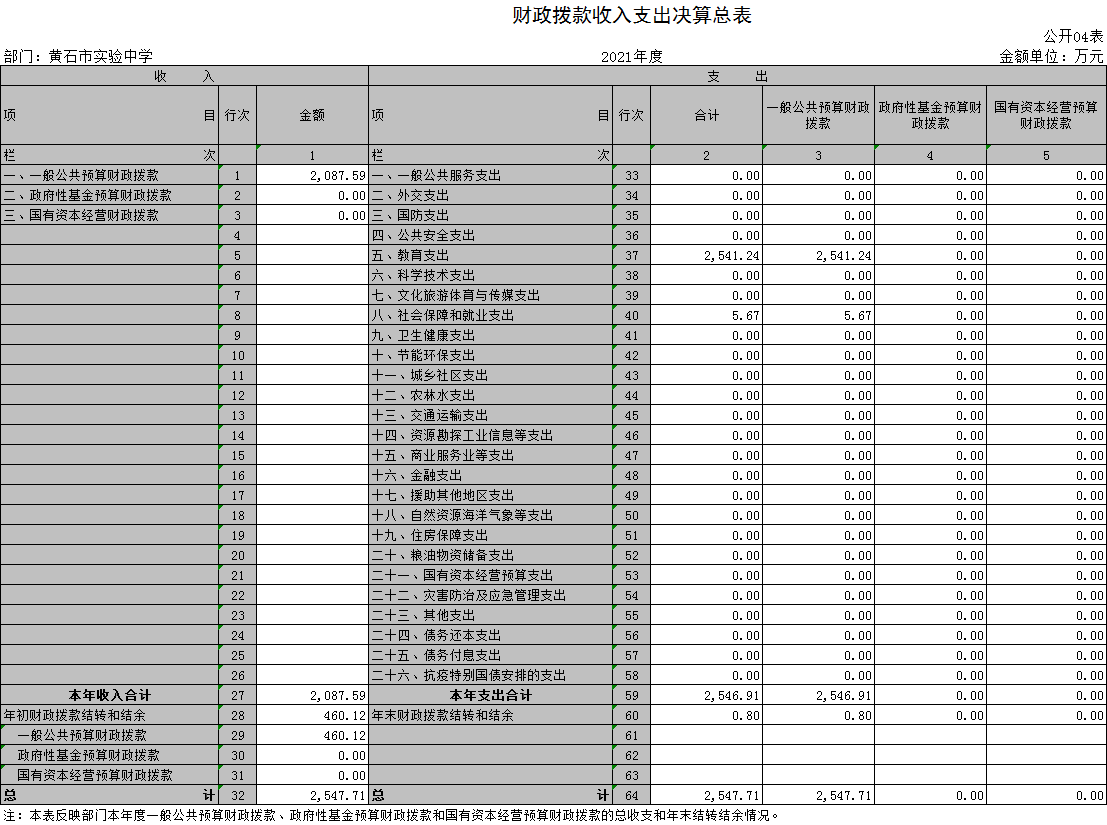 财政拨款收入支出决算总表
公开04表
部门：黄石市实验中学 2021年度 金额单位：万元
收 入 支 出
项 目 行次 金额 项 目 行次 合计 一般公共预算财政拨款 政府性基金预算财政拨款 国有资本经营预算财政拨款
栏 次 1 栏 次 2 3 4 5
一、一般公共预算财政拨款 1 2,087.59 一、一般公共服务支出 33 0.00 0.00 0.00 0.00
二、政府性基金预算财政拨款 2 0.00 二、外交支出 34 0.00 0.00 0.00 0.00
三、国有资本经营财政拨款 3 0.00 三、国防支出 35 0.00 0.00 0.00 0.00
4 四、公共安全支出 36 0.00 0.00 0.00 0.00
5 五、教育支出 37 2,541.24 2,541.24 0.00 0.00
6 六、科学技术支出 38 0.00 0.00 0.00 0.00
7 七、文化旅游体育与传媒支出 39 0.00 0.00 0.00 0.00
8 八、社会保障和就业支出 40 5.67 5.67 0.00 0.00
9 九、卫生健康支出 41 0.00 0.00 0.00 0.00
10 十、节能环保支出 42 0.00 0.00 0.00 0.00
11 十一、城乡社区支出 43 0.00 0.00 0.00 0.00
12 十二、农林水支出 44 0.00 0.00 0.00 0.00
13 十三、交通运输支出 45 0.00 0.00 0.00 0.00
14 十四、资源勘探工业信息等支出 46 0.00 0.00 0.00 0.00
15 十五、商业服务业等支出 47 0.00 0.00 0.00 0.00
16 十六、金融支出 48 0.00 0.00 0.00 0.00
17 十七、援助其他地区支出 49 0.00 0.00 0.00 0.00
18 十八、自然资源海洋气象等支出 50 0.00 0.00 0.00 0.00
19 十九、住房保障支出 51 0.00 0.00 0.00 0.00
20 二十、粮油物资储备支出 52 0.00 0.00 0.00 0.00
21 二十一、国有资本经营预算支出 53 0.00 0.00 0.00 0.00
22 二十二、灾害防治及应急管理支出 54 0.00 0.00 0.00 0.00
23 二十三、其他支出 55 0.00 0.00 0.00 0.00
24 二十四、债务还本支出 56 0.00 0.00 0.00 0.00
25 二十五、债务付息支出 57 0.00 0.00 0.00 0.00
26 二十六、抗疫特别国债安排的支出 58 0.00 0.00 0.00 0.00
本年收入合计 27 2,087.59 本年支出合计 59 2,546.91 2,546.91 0.00 0.00
年初财政拨款结转和结余 28 460.12 年末财政拨款结转和结余 60 0.80 0.80 0.00 0.00
一般公共预算财政拨款 29 460.12 61
政府性基金预算财政拨款 30 0.00 62
国有资本经营预算财政拨款 31 0.00 63
总 计 32 2,547.71 总 计 64 2,547.71 2,547.71 0.00 0.00
注：本表反映部门本年度一般公共预算财政拨款、政府性基金预算财政拨款和国有资本经营预算财政拨款的总收支和年末结转结余情况。